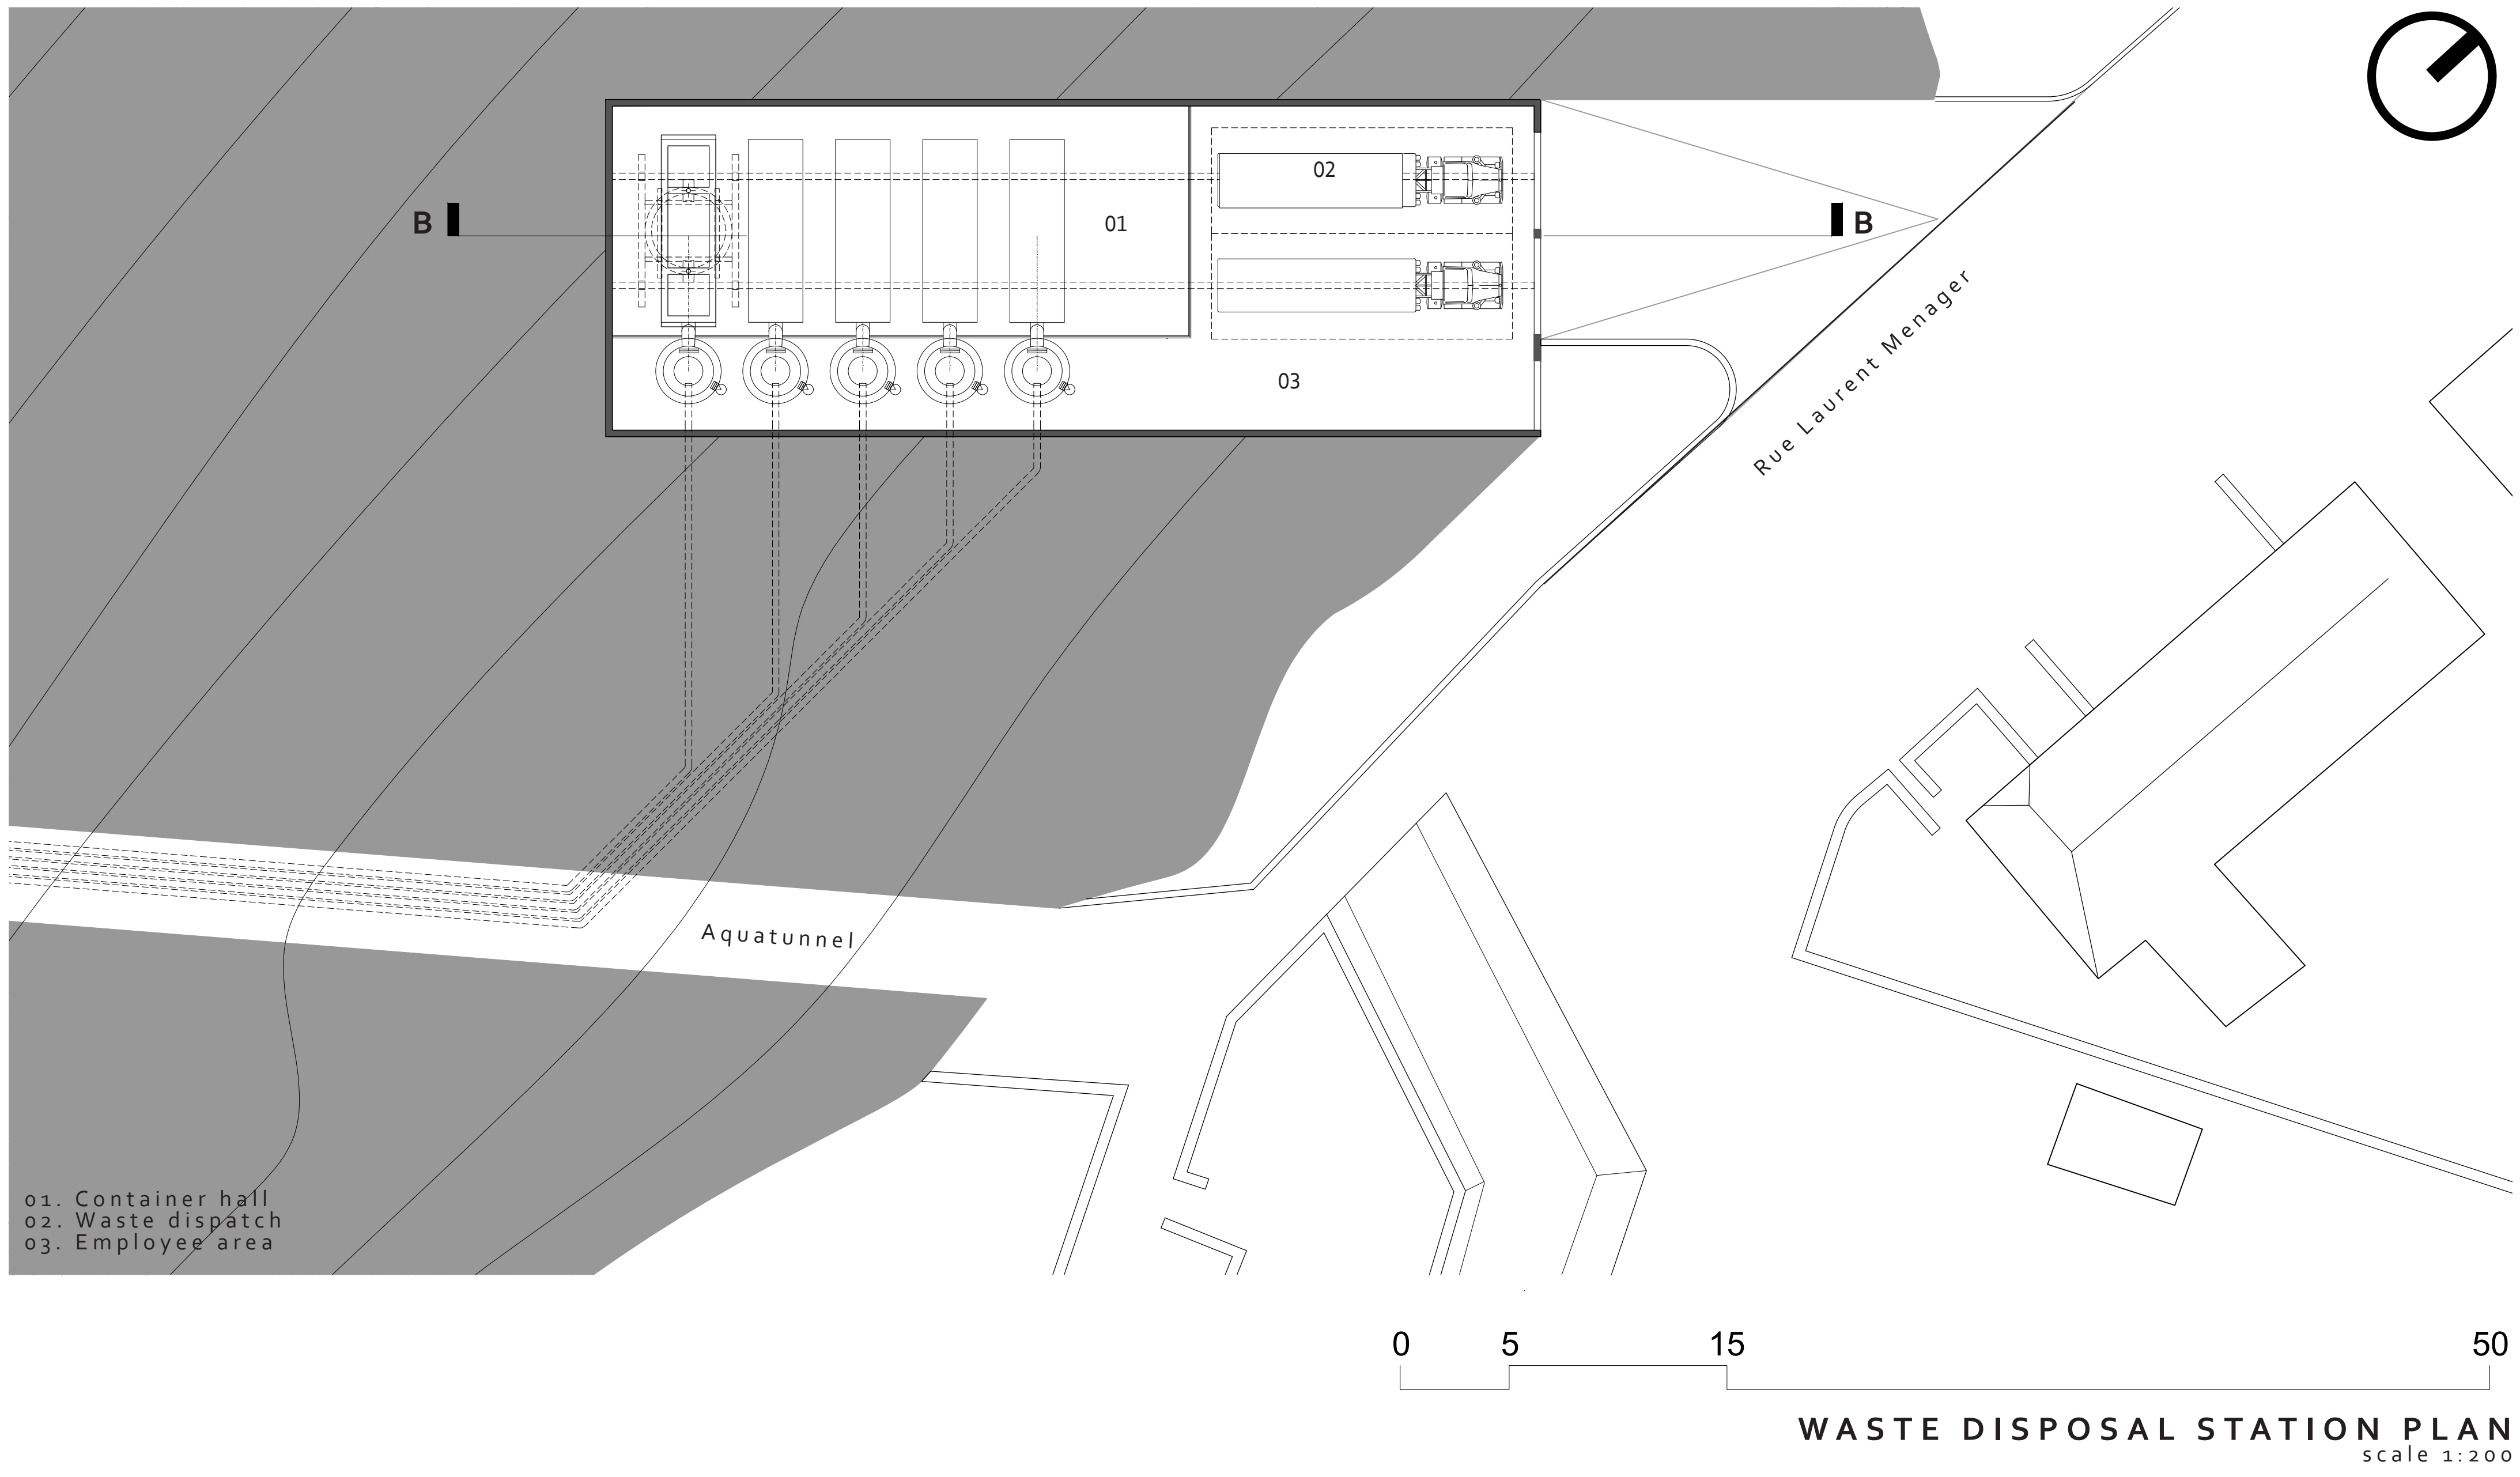 02
01
B
B
03
Rue Laurent Menager
Aquatunnel
01. Container hall
02. Waste dispatch
03. Employee area
0 5 15 50
WASTE DISPOSAL STATION PLAN
scale 1:200